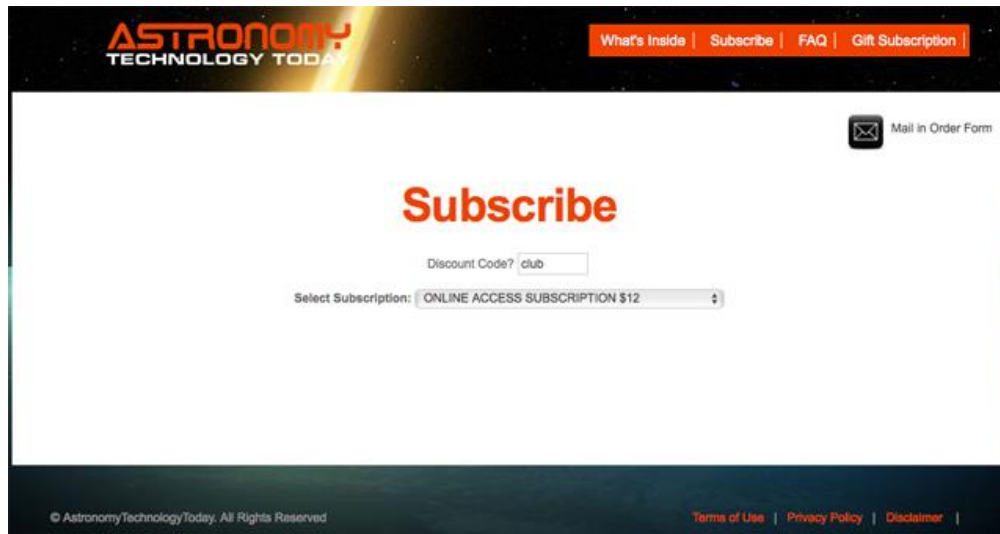 ASTRONOMY
TECHNOLOGY TODAY
What's Inside | Subscribe | FAQ | Gift Subscription |
Mail in Order Form
Subscribe
Discount Code? club
Select Subscription: ONLINE ACCESS SUBSCRIPTION $12
© AstronomyTechnologyToday. All Rights Reserved
Terms of Use | Privacy Policy | Disclaimer |